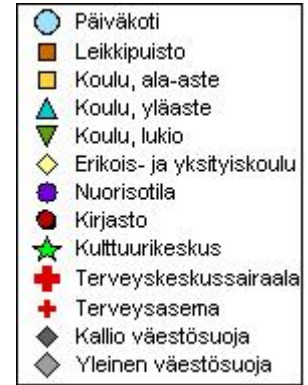 Päiväkoti
Leikkipuisto
Koulu, ala-aste
Koulu, yläaste
Koulu, lukio
Erikois- ja yksityiskoulu
Nuorisotila
Kirjasto
Kulttuurikeskus
Terveyskeskussairaala
Terveysasema
Kallio väestösuoja
Yleinen väestösuoja